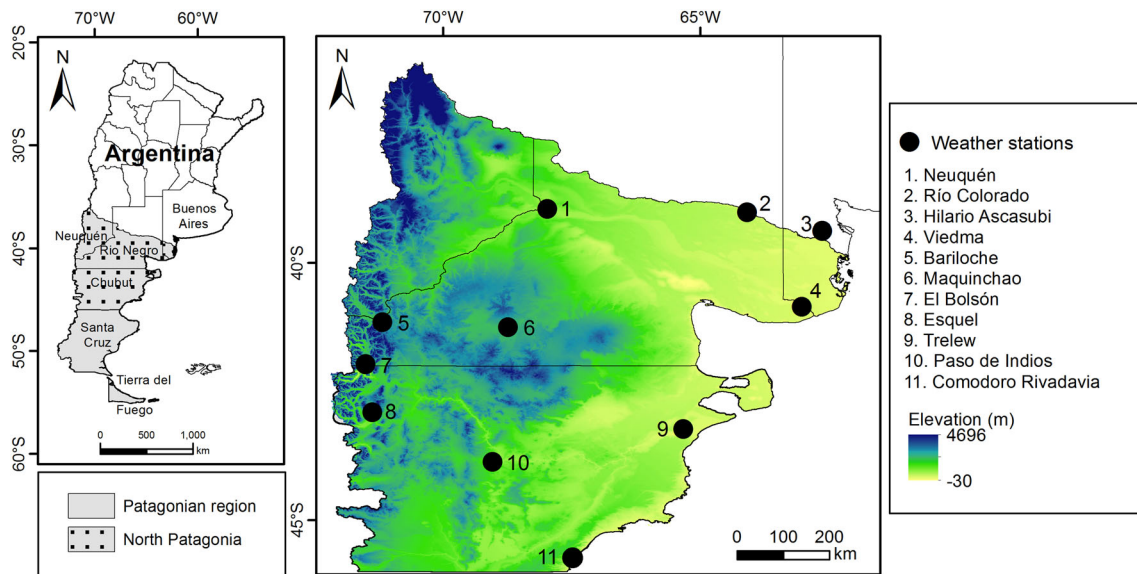 70°W 60°W
20°S
30°S
40°S
50°S
60°S
N
Argentina
Buenos
Aires
Neuquén
Río Negro
Chubut
Santa
Cruz
Tierra del
Fuego
0 500 1,000
km
Patagonian region
North Patagonia
70°W 65°W
40°S
45°S
N
1
2
3
4
5
6
7
8
9
10
11
0 100 200
km
Weather stations
1. Neuquén
2. Río Colorado
3. Hilario Ascasubi
4. Viedma
5. Bariloche
6. Maquinchao
7. El Bolsón
8. Esquel
9. Trelew
10. Paso de Indios
11. Comodoro Rivadavia
Elevation (m)
4696
-30